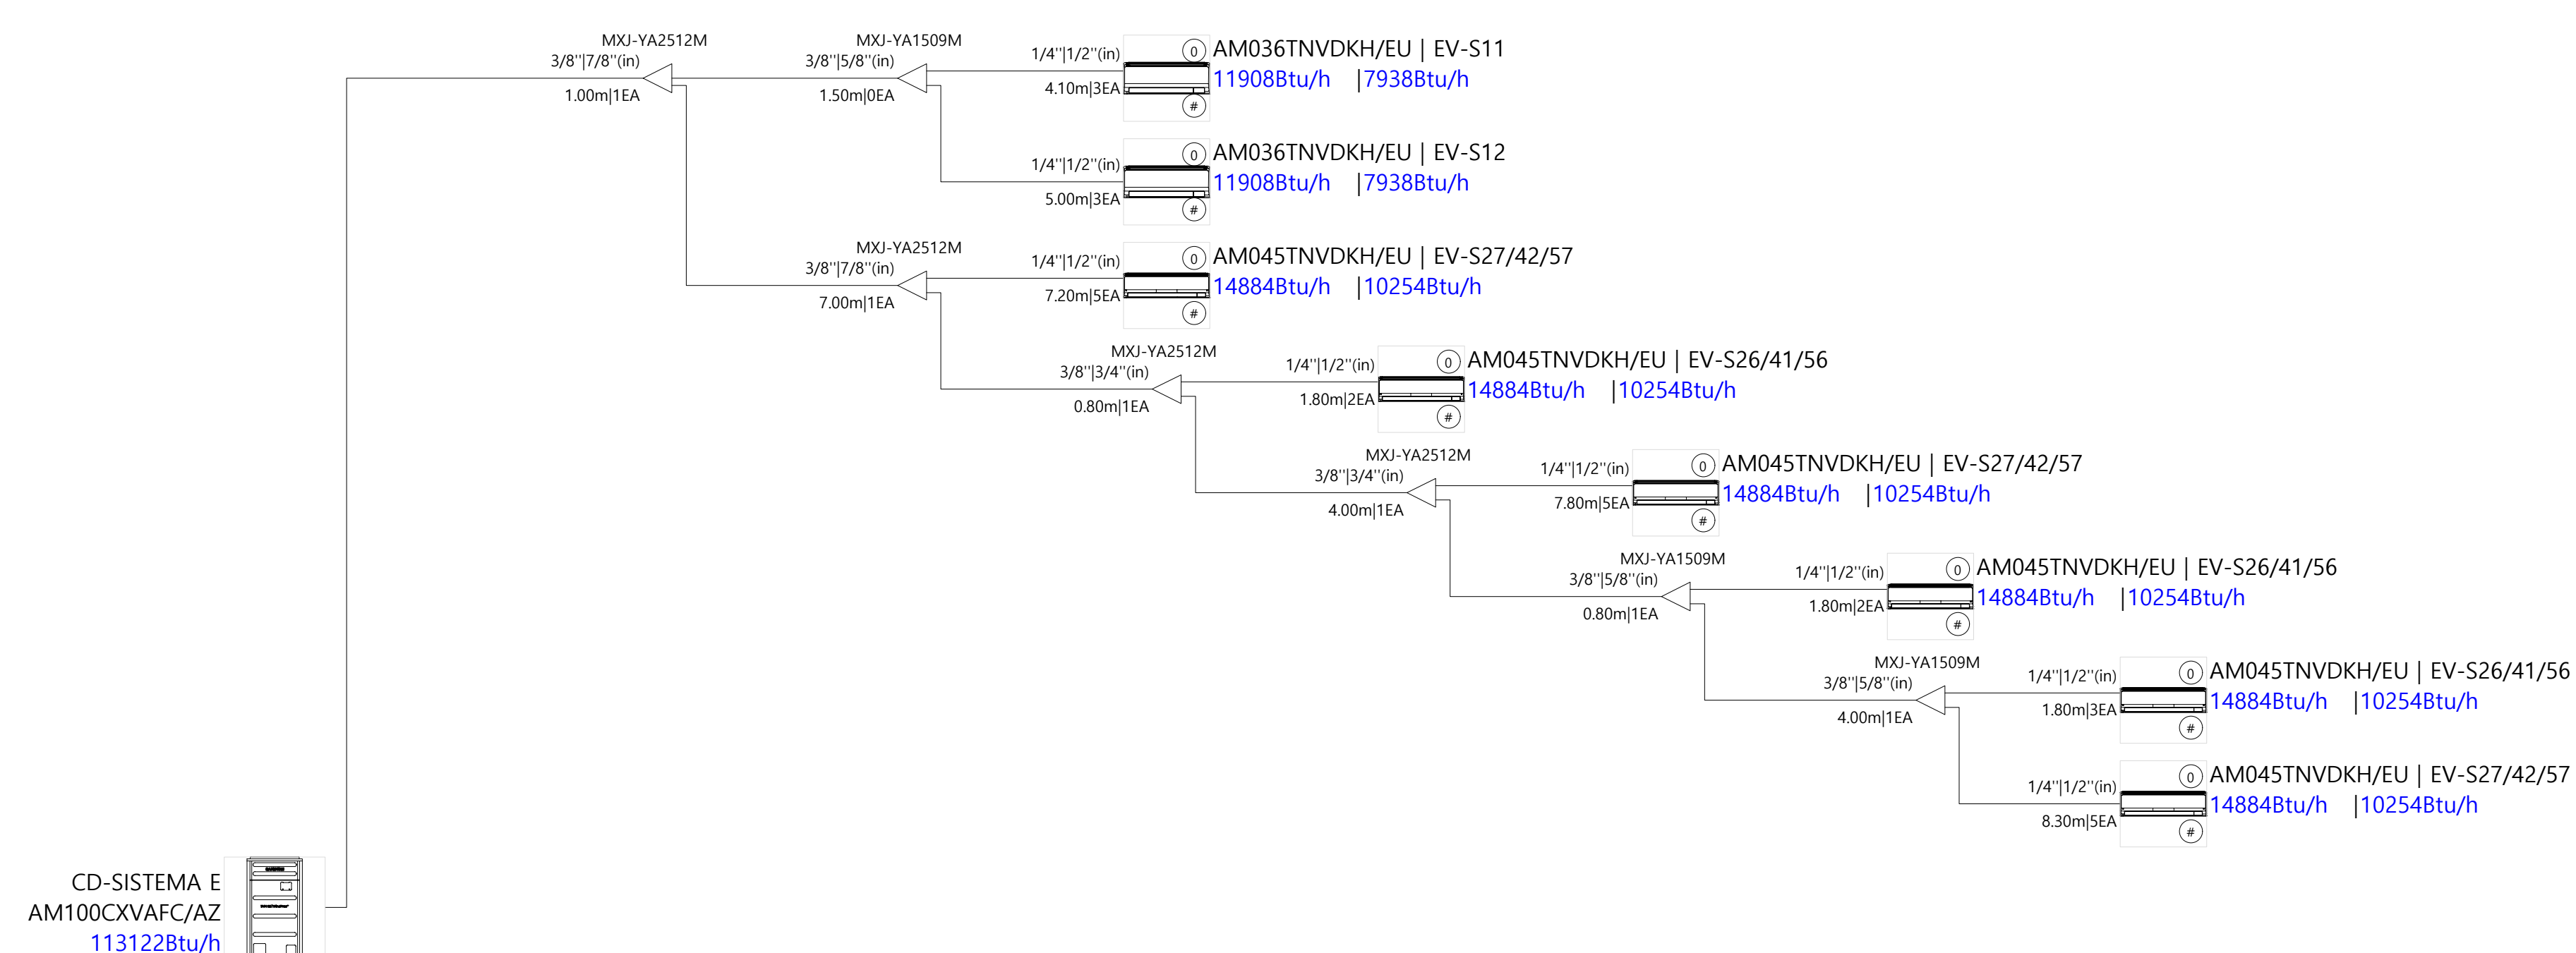 MXJ-YA2512M
3/8''|7/8''(in)
1.00m|1EA
MXJ-YA1509M
3/8''|5/8''(in)
1.50m|0EA
1/4''|1/2''(in)
4.10m|3EA
0
#
AM036TNVDKH/EU | EV-S11
11908Btu/h |7938Btu/h
1/4''|1/2''(in)
5.00m|3EA
0
#
AM036TNVDKH/EU | EV-S12
11908Btu/h |7938Btu/h
MXJ-YA2512M
3/8''|7/8''(in)
7.00m|1EA
1/4''|1/2''(in)
7.20m|5EA
0
#
AM045TNVDKH/EU | EV-S27/42/57
14884Btu/h |10254Btu/h
MXJ-YA2512M
3/8''|3/4''(in)
0.80m|1EA
1/4''|1/2''(in)
1.80m|2EA
0
#
AM045TNVDKH/EU | EV-S26/41/56
14884Btu/h |10254Btu/h
MXJ-YA2512M
3/8''|3/4''(in)
4.00m|1EA
1/4''|1/2''(in)
7.80m|5EA
0
#
AM045TNVDKH/EU | EV-S27/42/57
14884Btu/h |10254Btu/h
MXJ-YA1509M
3/8''|5/8''(in)
0.80m|1EA
1/4''|1/2''(in)
1.80m|2EA
0
#
AM045TNVDKH/EU | EV-S26/41/56
14884Btu/h |10254Btu/h
MXJ-YA1509M
3/8''|5/8''(in)
4.00m|1EA
1/4''|1/2''(in)
1.80m|3EA
0
#
AM045TNVDKH/EU | EV-S26/41/56
14884Btu/h |10254Btu/h
1/4''|1/2''(in)
8.30m|5EA
0
#
AM045TNVDKH/EU | EV-S27/42/57
14884Btu/h |10254Btu/h
CD-SISTEMA E
AM100CXVAFC/AZ
113122Btu/h